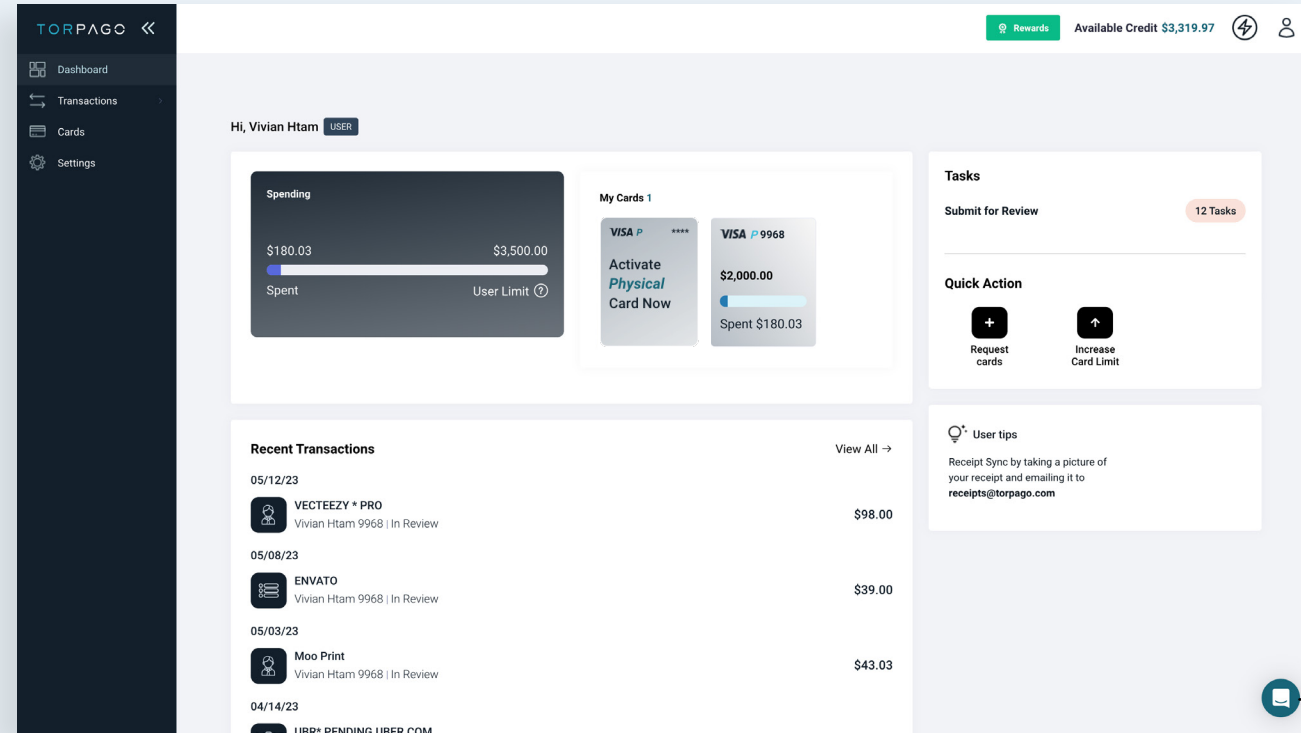 TORPAGO
Rewards
Available Credit $3,319.97
Dashboard
Transactions
Cards
Settings
Hi, Vivian Htam USER
Spending
$180.03 $3,500.00
Spent User Limit ?
My Cards 1
VISA P ****
Activate
Physical
Card Now
VISA P 9968
$2,000.00
Spent $180.03
Tasks
Submit for Review 12 Tasks
Quick Action
Request
cards
Increase
Card Limit
User tips
Receipt Sync by taking a picture of
your receipt and emailing it to
receipts@torpago.com
Recent Transactions View All →
05/12/23
VECTEEZY * PRO
Vivian Htam 9968 | In Review
$98.00
05/08/23
ENVATO
Vivian Htam 9968 | In Review
$39.00
05/03/23
Moo Print
Vivian Htam 9968 | In Review
$43.03
04/14/23
UBR* PENDING.UBER.COM